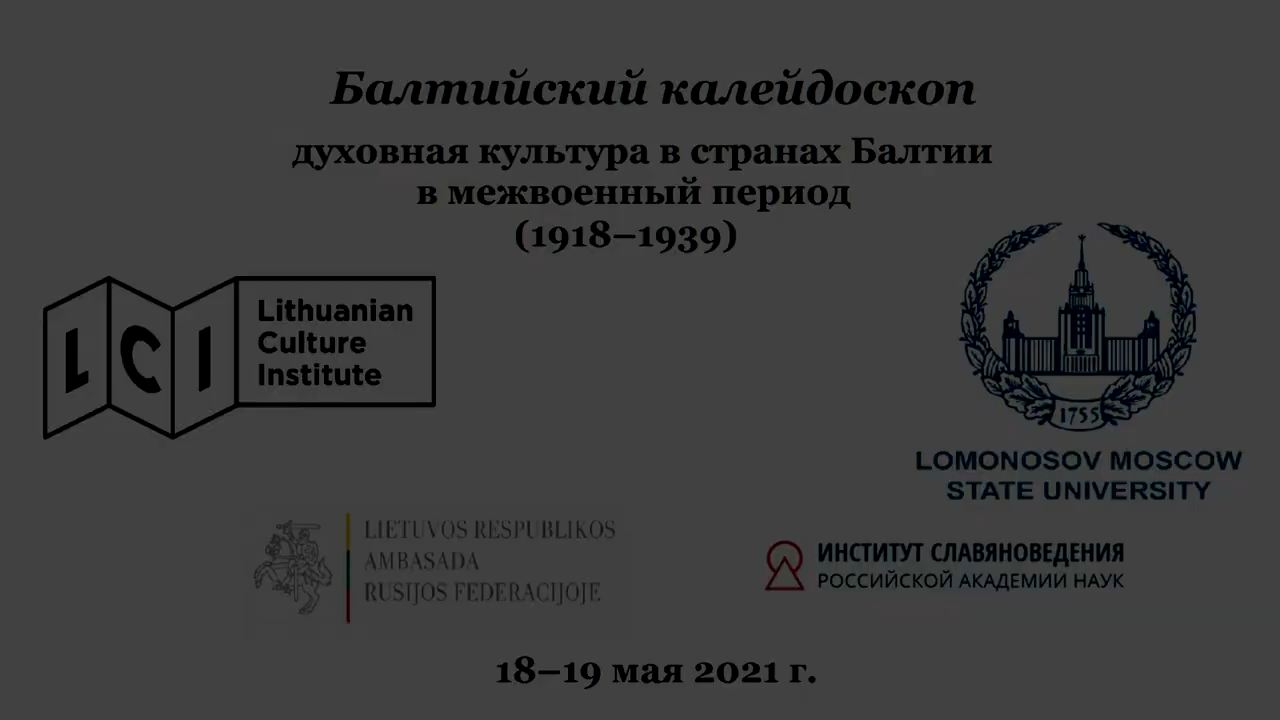 Балтийский калейдоскоп
духовная культура в странах Балтии
в межвоенный период
(1918–1939)
LCI
Lithuanian
Culture
Institute
1755
LOMONOSOV MOSCOW
STATE UNIVERSITY
LIETUVOS RESPUBLIKOS
AMBASADA
RUSIJOS FEDERACIJOJE
ИНСТИТУТ СЛАВЯНОВЕДЕНИЯ
РОССИЙСКОЙ АКАДЕМИИ НАУК
18–19 мая 2021 г.